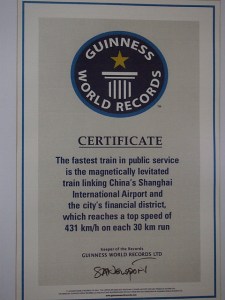 GUINNESS
WORLD RECORDS
CERTIFICATE
The fastest train in public service
is the magnetically levitated
train linking China's Shanghai
International Airport and
the city's financial district,
which reaches a top speed of
431 km/h on each 30 km run
Keeper of the Records
GUINNESS WORLD RECORDS LTD